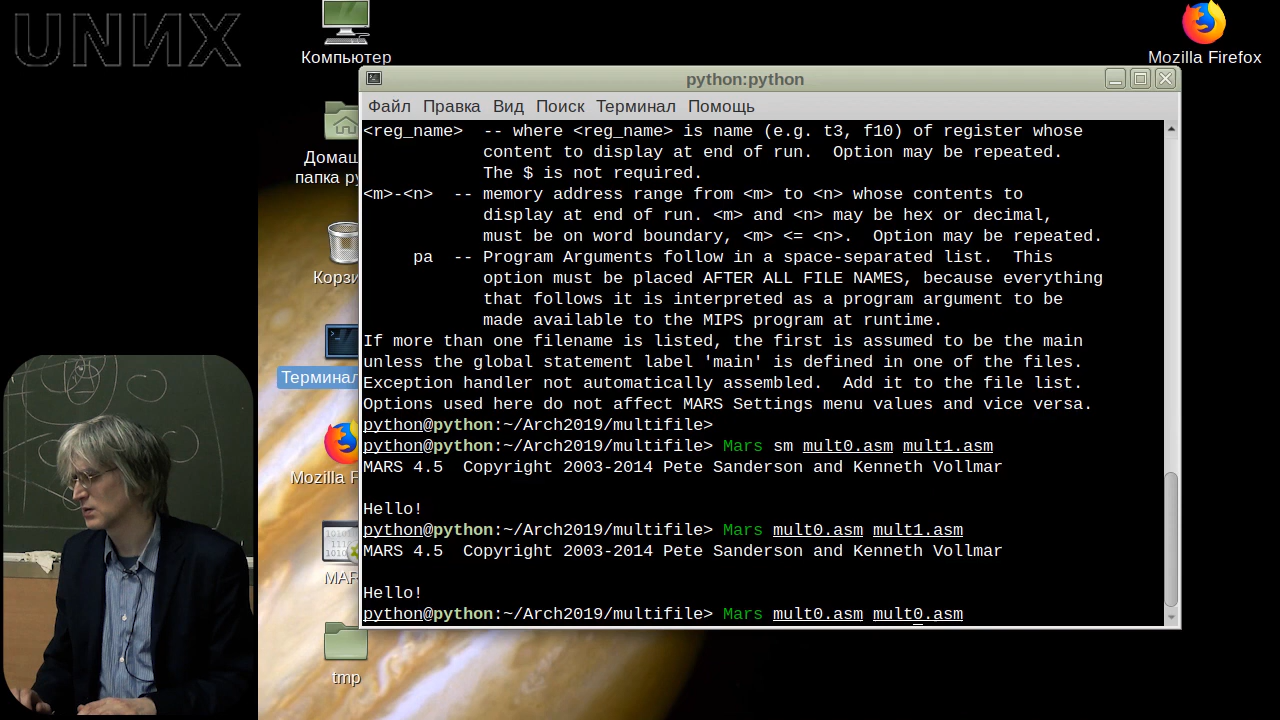 UNИX
Компьютер
Mozilla Firefox
python:python
Файл Правка Вид Поиск Терминал Помощь
<reg_name>  -- where <reg_name> is name (e.g. t3, f10) of register whose
content to display at end of run.  Option may be repeated.
The $ is not required.
<m>-<n>  -- memory address range from <m> to <n> whose contents to
display at end of run. <m> and <n> may be hex or decimal,
must be on word boundary, <m> <= <n>.  Option may be repeated.
pa  -- Program Arguments follow in a space-separated list.  This
option must be placed AFTER ALL FILE NAMES, because everything
that follows it is interpreted as a program argument to be
made available to the MIPS program at runtime.
If more than one filename is listed, the first is assumed to be the main
unless the global statement label 'main' is defined in one of the files.
Exception handler not automatically assembled.  Add it to the file list.
Options used here do not affect MARS Settings menu values and vice versa.
python@python:~/Arch2019/multifile>
python@python:~/Arch2019/multifile> Mars sm mult0.asm mult1.asm
MARS 4.5  Copyright 2003-2014 Pete Sanderson and Kenneth Vollmar
Hello!
python@python:~/Arch2019/multifile> Mars mult0.asm mult1.asm
MARS 4.5  Copyright 2003-2014 Pete Sanderson and Kenneth Vollmar
Hello!
python@python:~/Arch2019/multifile> Mars mult0.asm mult0.asm
Домаш
папка py
Корзи
Терминал
Mozilla F
MAR
tmp